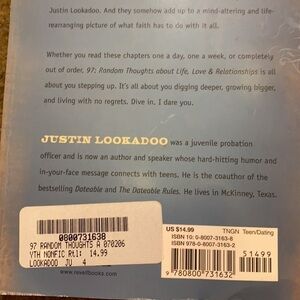 Justin Lookadoo. And they somehow add up to a mind-altering and life-
rearranging picture of what faith has to do with it all.
Whether you read these chapters one a day, one a week, or completely
out of order, 97: Random Thoughts about Life, Love & Relationships is all
about you stepping up. It's all about you digging deeper, growing bigger,
and living with no regrets. Dive in. I dare you.
JUSTIN LOOKADOO was a juvenile probation
officer and is now an author and speaker whose hard-hitting humor and
in-your-face message connects with teens. He is the coauthor of the
bestselling Dateable and The Dateable Rules. He lives in McKinney, Texas.
0800731638
97 RANDOM THOUGHTS A 070206
YTH NONFIC Rtl: 14.99
LOOKADOO JU 4
www.revellbooks.com
US $14.99
TNGN Teen/Dating
ISBN 10: 0-8007-3163-8
ISBN 978-0-8007-3163-2
51499
9 780800 731632